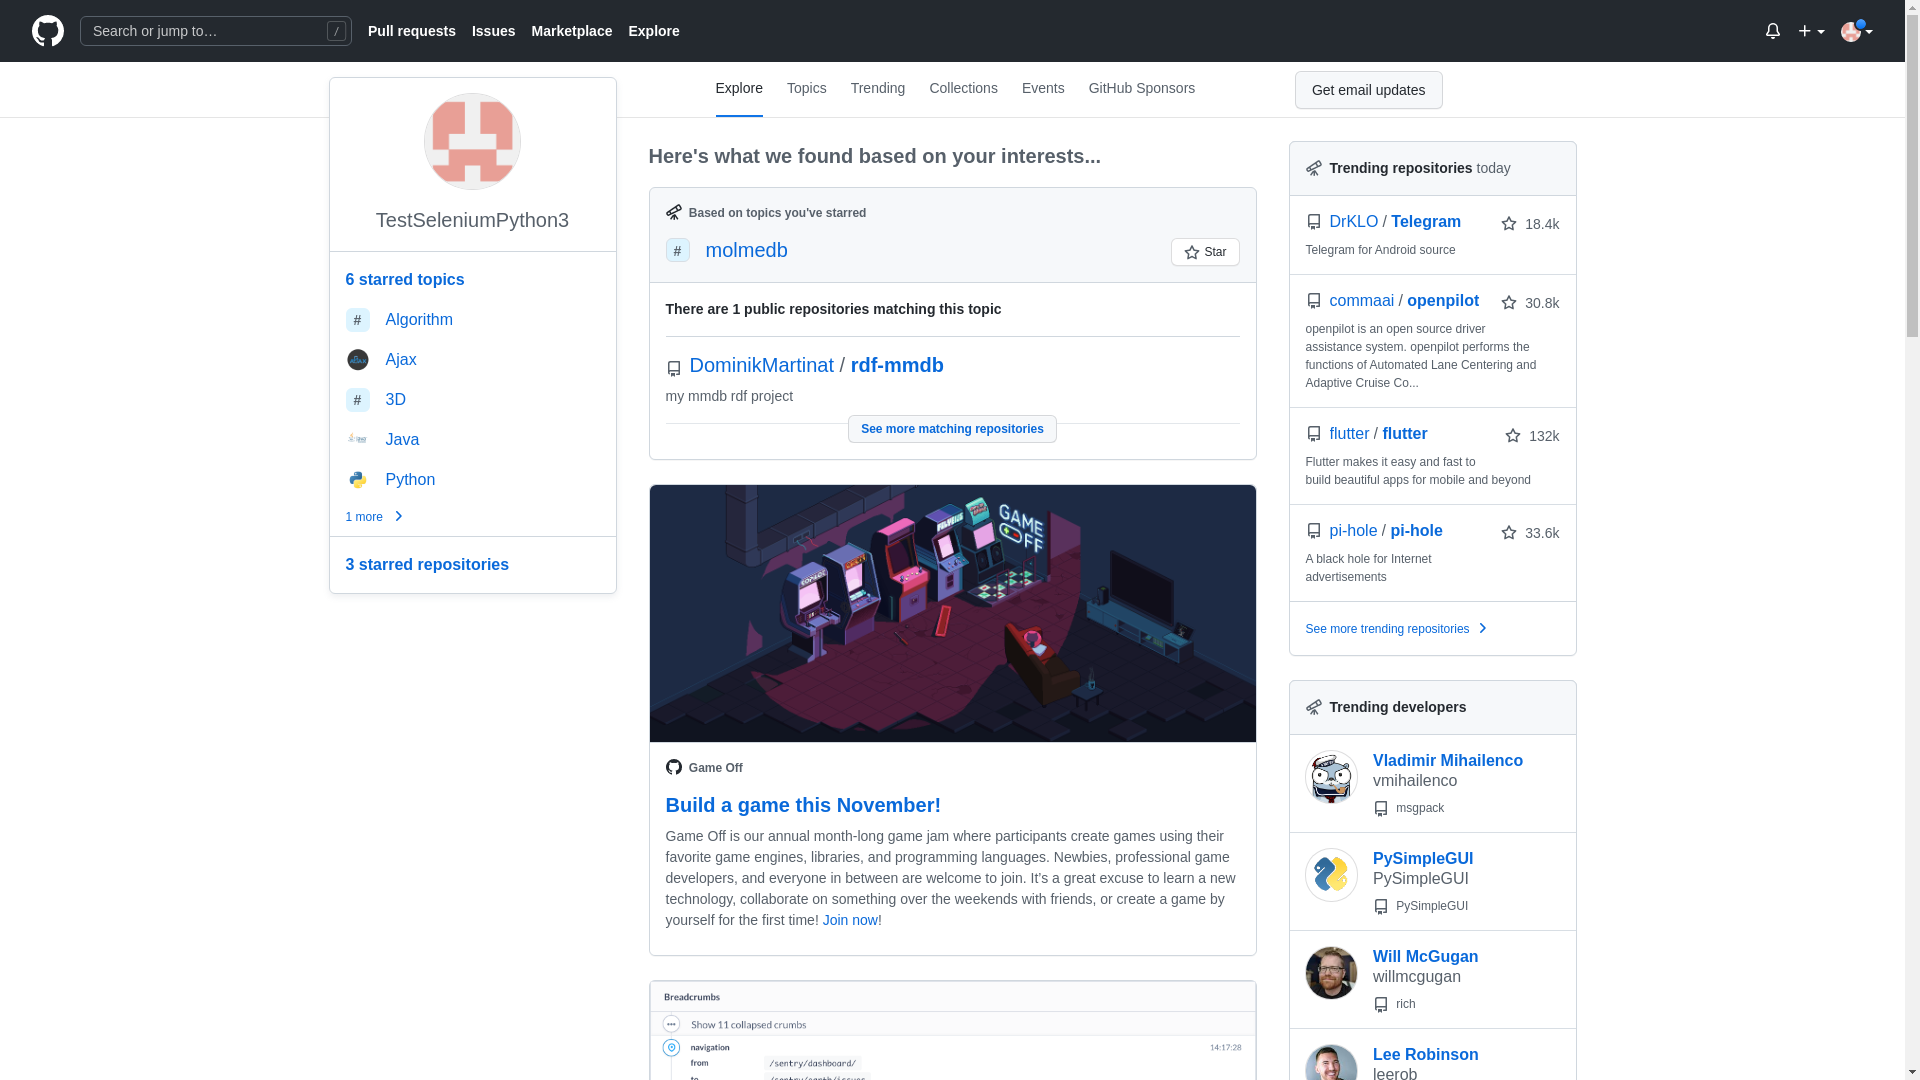 Search or jump to…
/
Pull requests
Issues
Marketplace
Explore
Explore
Topics
Trending
Collections
Events
GitHub Sponsors
Get email updates
TestSeleniumPython3
6 starred topics
# Algorithm
Ajax
# 3D
Java
Python
1 more
3 starred repositories
Here's what we found based on your interests...
Based on topics you've starred
# molmedb
Star
There are 1 public repositories matching this topic
DominikMartinat / rdf-mmdb
my mmdb rdf project
See more matching repositories
GAME
OFF
Game Off
Build a game this November!
Game Off is our annual month-long game jam where participants create games using their
favorite game engines, libraries, and programming languages. Newbies, professional game
developers, and everyone in between are welcome to join. It's a great excuse to learn a new
technology, collaborate on something over the weekends with friends, or create a game by
yourself for the first time! Join now!
Breadcrumbs
Show 11 collapsed crumbs
navigation
14:17:28
from
/sentry/dashboard/
to
Trending repositories today
DrKLO / Telegram
18.4k
Telegram for Android source
commaai / openpilot
30.8k
openpilot is an open source driver
assistance system. openpilot performs the
functions of Automated Lane Centering and
Adaptive Cruise Co...
flutter / flutter
132k
Flutter makes it easy and fast to
build beautiful apps for mobile and beyond
pi-hole / pi-hole
33.6k
A black hole for Internet
advertisements
See more trending repositories
Trending developers
Vladimir Mihailenco
vmihailenco
msgpack
PySimpleGUI
PySimpleGUI
PySimpleGUI
Will McGugan
willmcgugan
rich
Lee Robinson
leerob